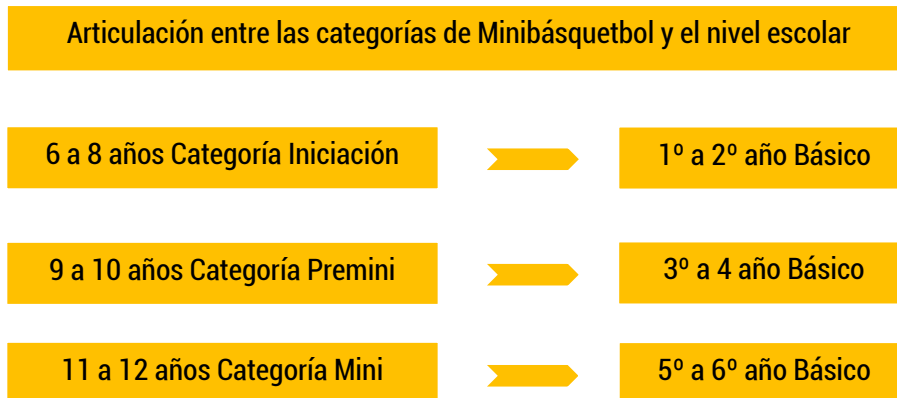 Articulación entre las categorías de Minibásquetbol y el nivel escolar
6 a 8 años Categoría Iniciación
1º a 2º año Básico
9 a 10 años Categoría Premini
3º a 4 año Básico
11 a 12 años Categoría Mini
5º a 6º año Básico